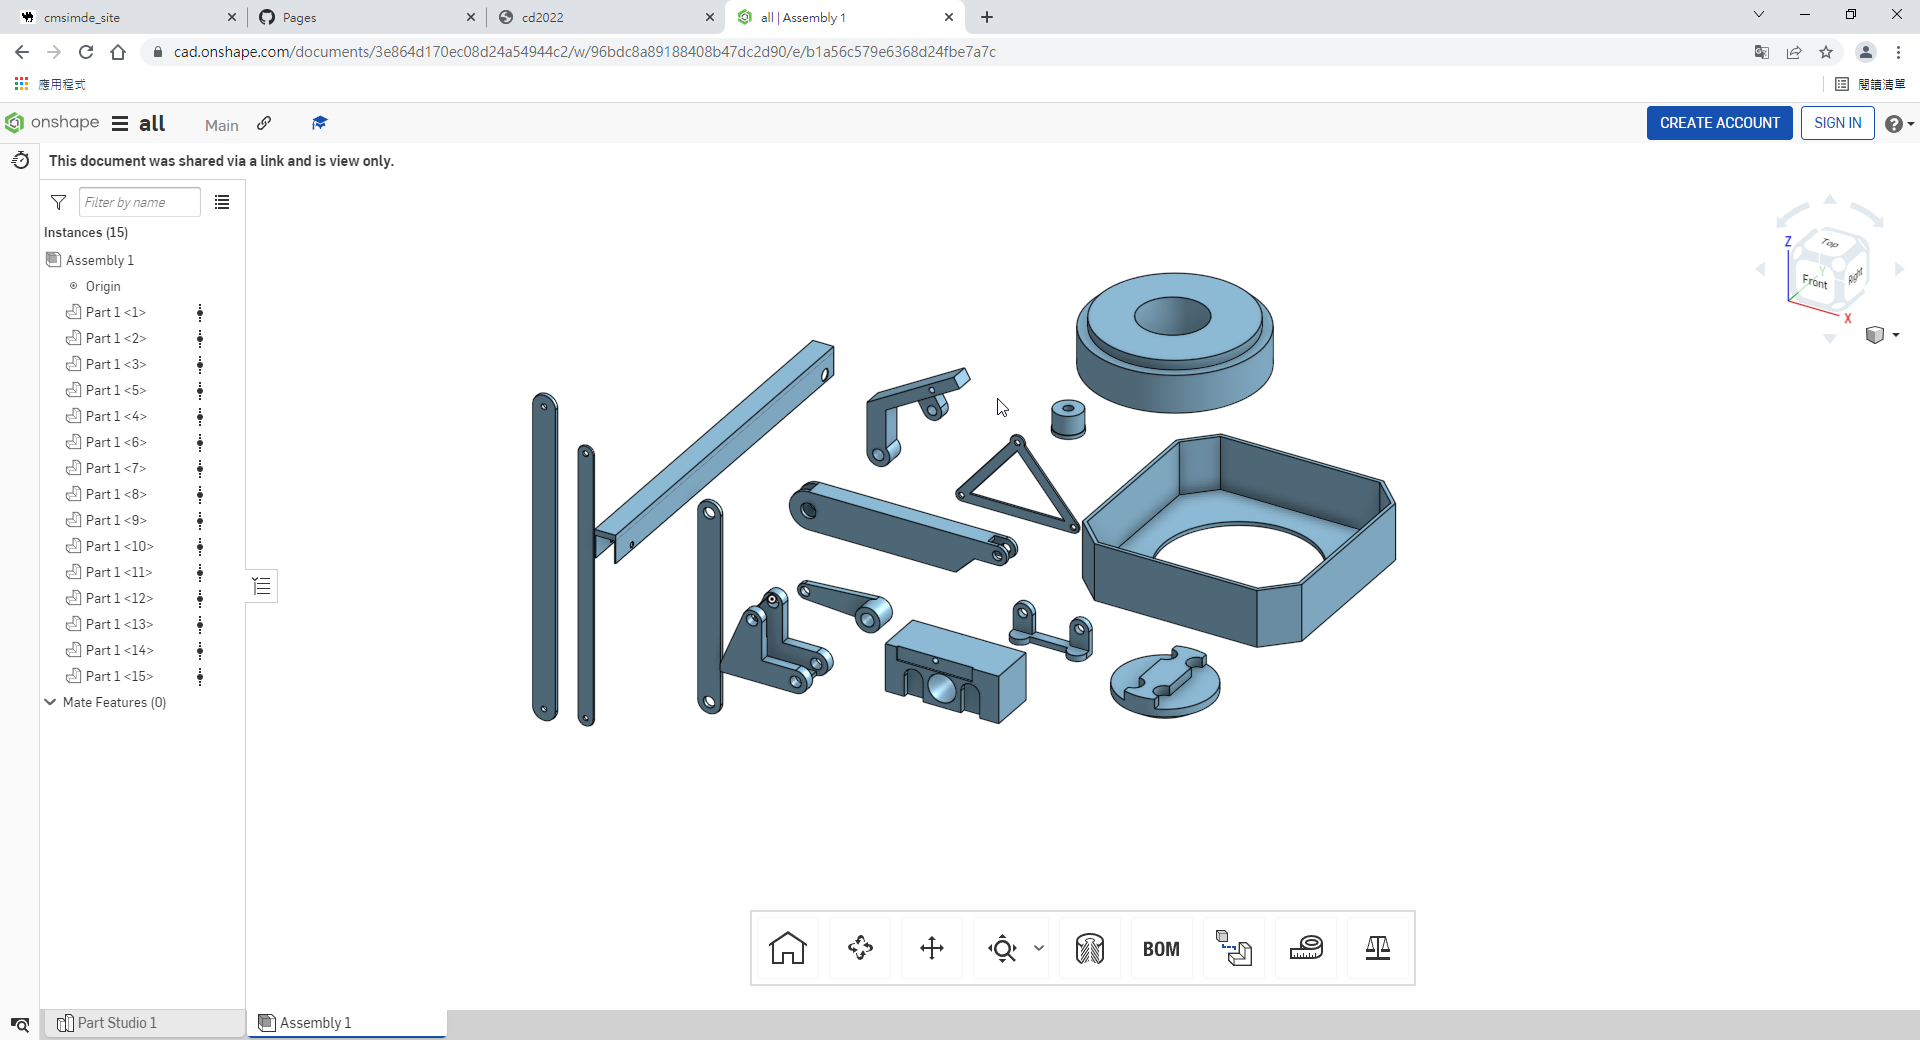 cmsimde_site
Pages
cd2022
all | Assembly 1
cad.onshape.com/documents/3e864d170ec08d24a54944c2/w/96bdc8a89188408b47dc2d90/e/b1a56c579e6368d24fbe7a7c
應用程式
閱讀清單
onshape
all
Main
CREATE ACCOUNT
SIGN IN
This document was shared via a link and is view only.
Filter by name
Instances (15)
Assembly 1
Origin
Part 1 <1>
Part 1 <2>
Part 1 <3>
Part 1 <5>
Part 1 <4>
Part 1 <6>
Part 1 <7>
Part 1 <8>
Part 1 <9>
Part 1 <10>
Part 1 <11>
Part 1 <12>
Part 1 <13>
Part 1 <14>
Part 1 <15>
Mate Features (0)
Z
Top
Front
Y
Right
X
BOM
Part Studio 1
Assembly 1